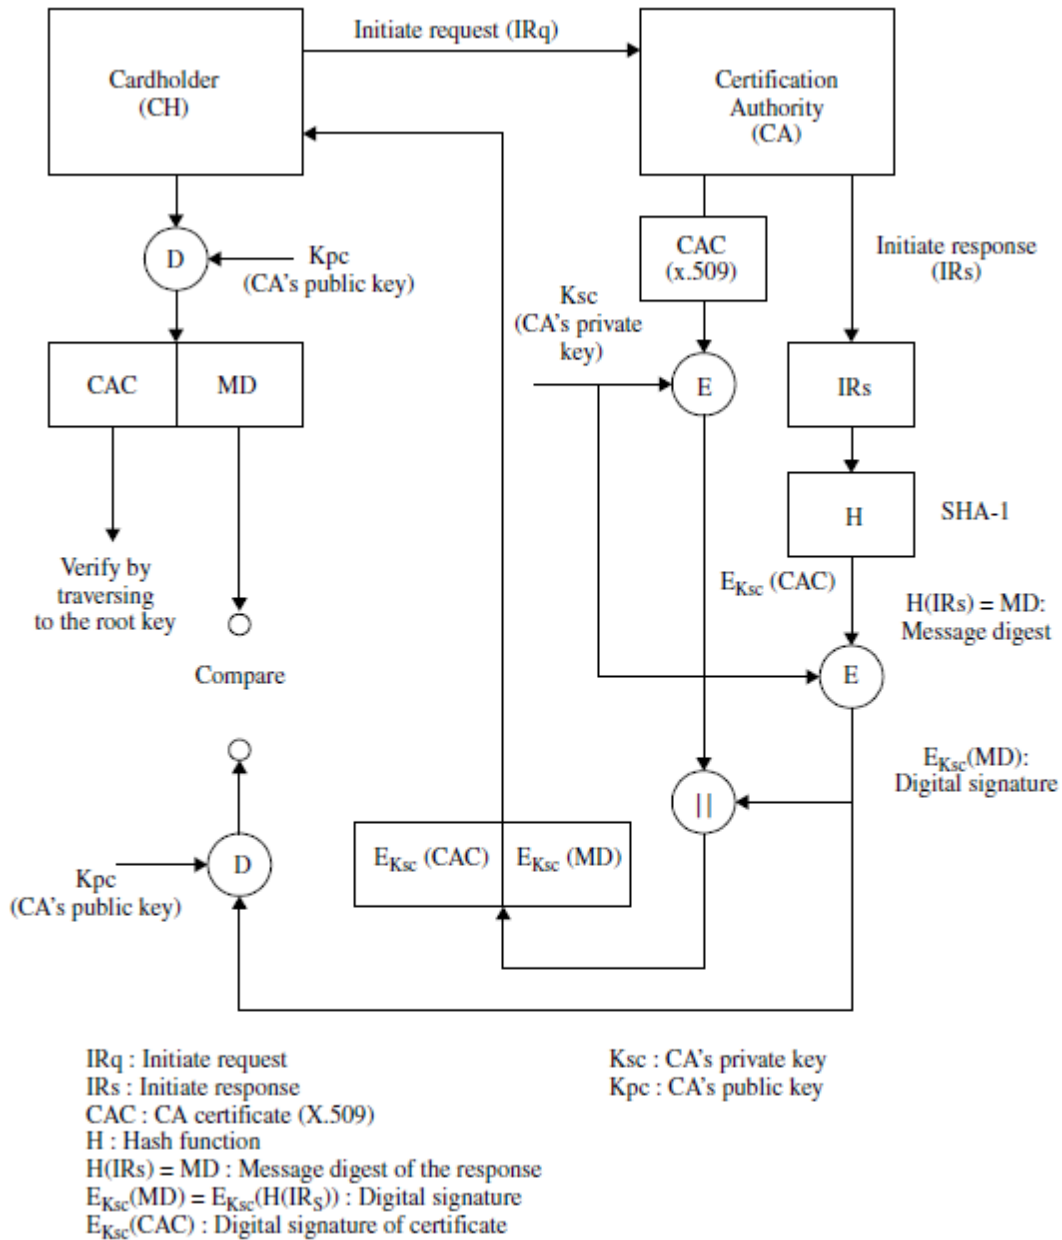 Initiate request (IRq)
Cardholder
(CH)
Certification
Authority
(CA)
D
Kpc
(CA's public key)
CAC
(x.509)
Initiate response
(IRs)
Ksc
(CA's private
key)
CAC
MD
E
IRs
H
SHA-1
Verify by
traversing
to the root key
E_Ksc (CAC)
H(IRs) = MD:
Message digest
Compare
E
E_Ksc(MD):
Digital signature
||
E_Ksc (CAC)
E_Ksc (MD)
D
Kpc
(CA's public key)
IRq : Initiate request
IRs : Initiate response
CAC : CA certificate (X.509)
H : Hash function
H(IRs) = MD : Message digest of the response
E_Ksc(MD) = E_Ksc(H(IR_S)) : Digital signature
E_Ksc(CAC) : Digital signature of certificate
Ksc : CA's private key
Kpc : CA's public key